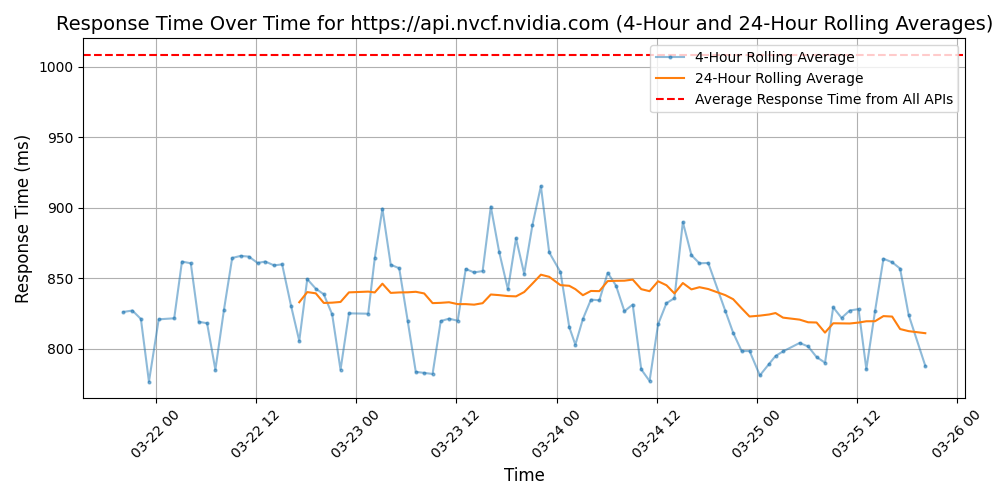 Response Time Over Time for https://api.nvcf.nvidia.com (4-Hour and 24-Hour Rolling Averages)
4-Hour Rolling Average
24-Hour Rolling Average
Average Response Time from All APIs
Response Time (ms)
1000
950
900
850
800
03-22 00
03-22 12
03-23 00
03-23 12
03-24 00
03-24 12
03-25 00
03-25 12
03-26 00
Time